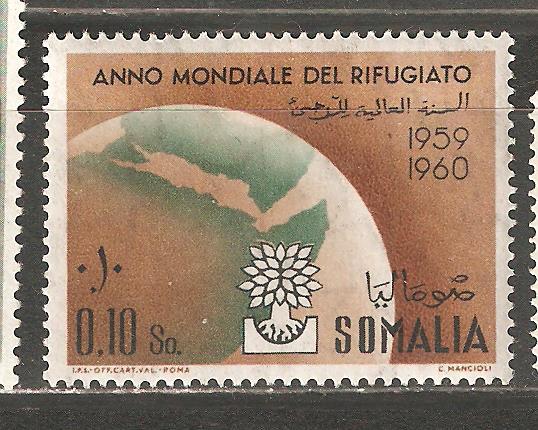 ANNO MONDIALE DEL RIFUGIATO
السنة العالمية للاجئين
1959
1960
٠٫١٠
صوماليا
0,10 So.
SOMALIA
I.P.S.-OFF.CART.VAL.-ROMA
C. MANCIOLI